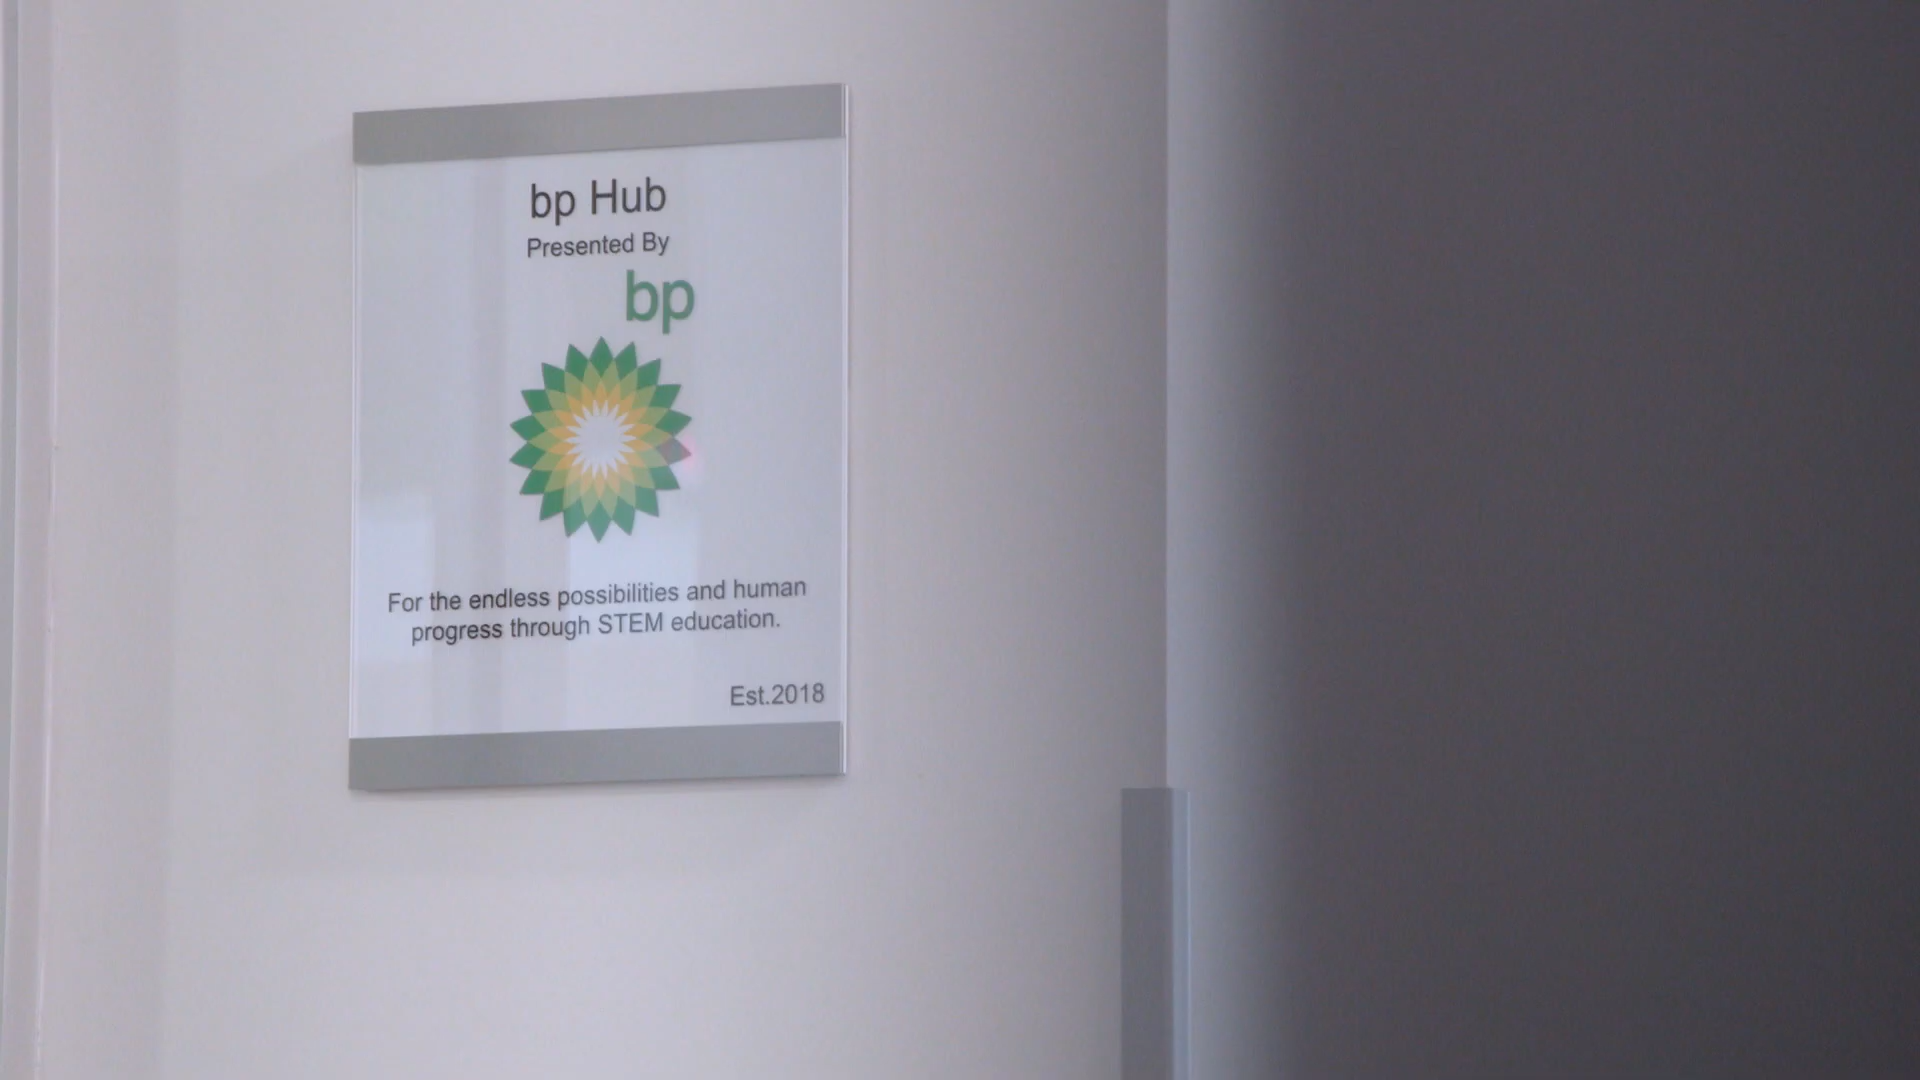 bp Hub
Presented By
bp
For the endless possibilities and human
progress through STEM education.
Est.2018